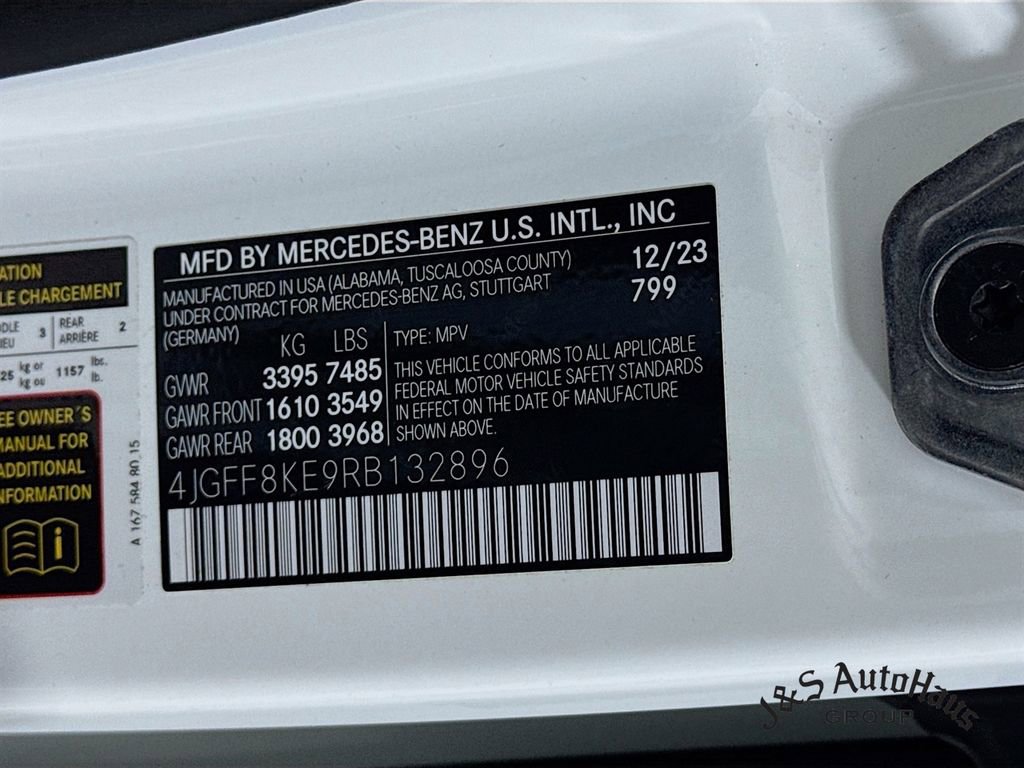 ATION
LE CHARGEMENT
DDLE
IEU
3
REAR
ARRIÈRE
2
25 kg or
kg ou
1157 lbs.
lb.
EE OWNER´S
MANUAL FOR
ADDITIONAL
NFORMATION
i
A 167 584 80 15
MFD BY MERCEDES-BENZ U.S. INTL., INC
MANUFACTURED IN USA (ALABAMA, TUSCALOOSA COUNTY)
UNDER CONTRACT FOR MERCEDES-BENZ AG, STUTTGART
(GERMANY)
12/23
799
KG LBS
GVWR 3395 7485
GAWR FRONT 1610 3549
GAWR REAR 1800 3968
TYPE: MPV
THIS VEHICLE CONFORMS TO ALL APPLICABLE
FEDERAL MOTOR VEHICLE SAFETY STANDARDS
IN EFFECT ON THE DATE OF MANUFACTURE
SHOWN ABOVE.
4JGFF8KE9RB132896
J&S AutoHaus
GROUP